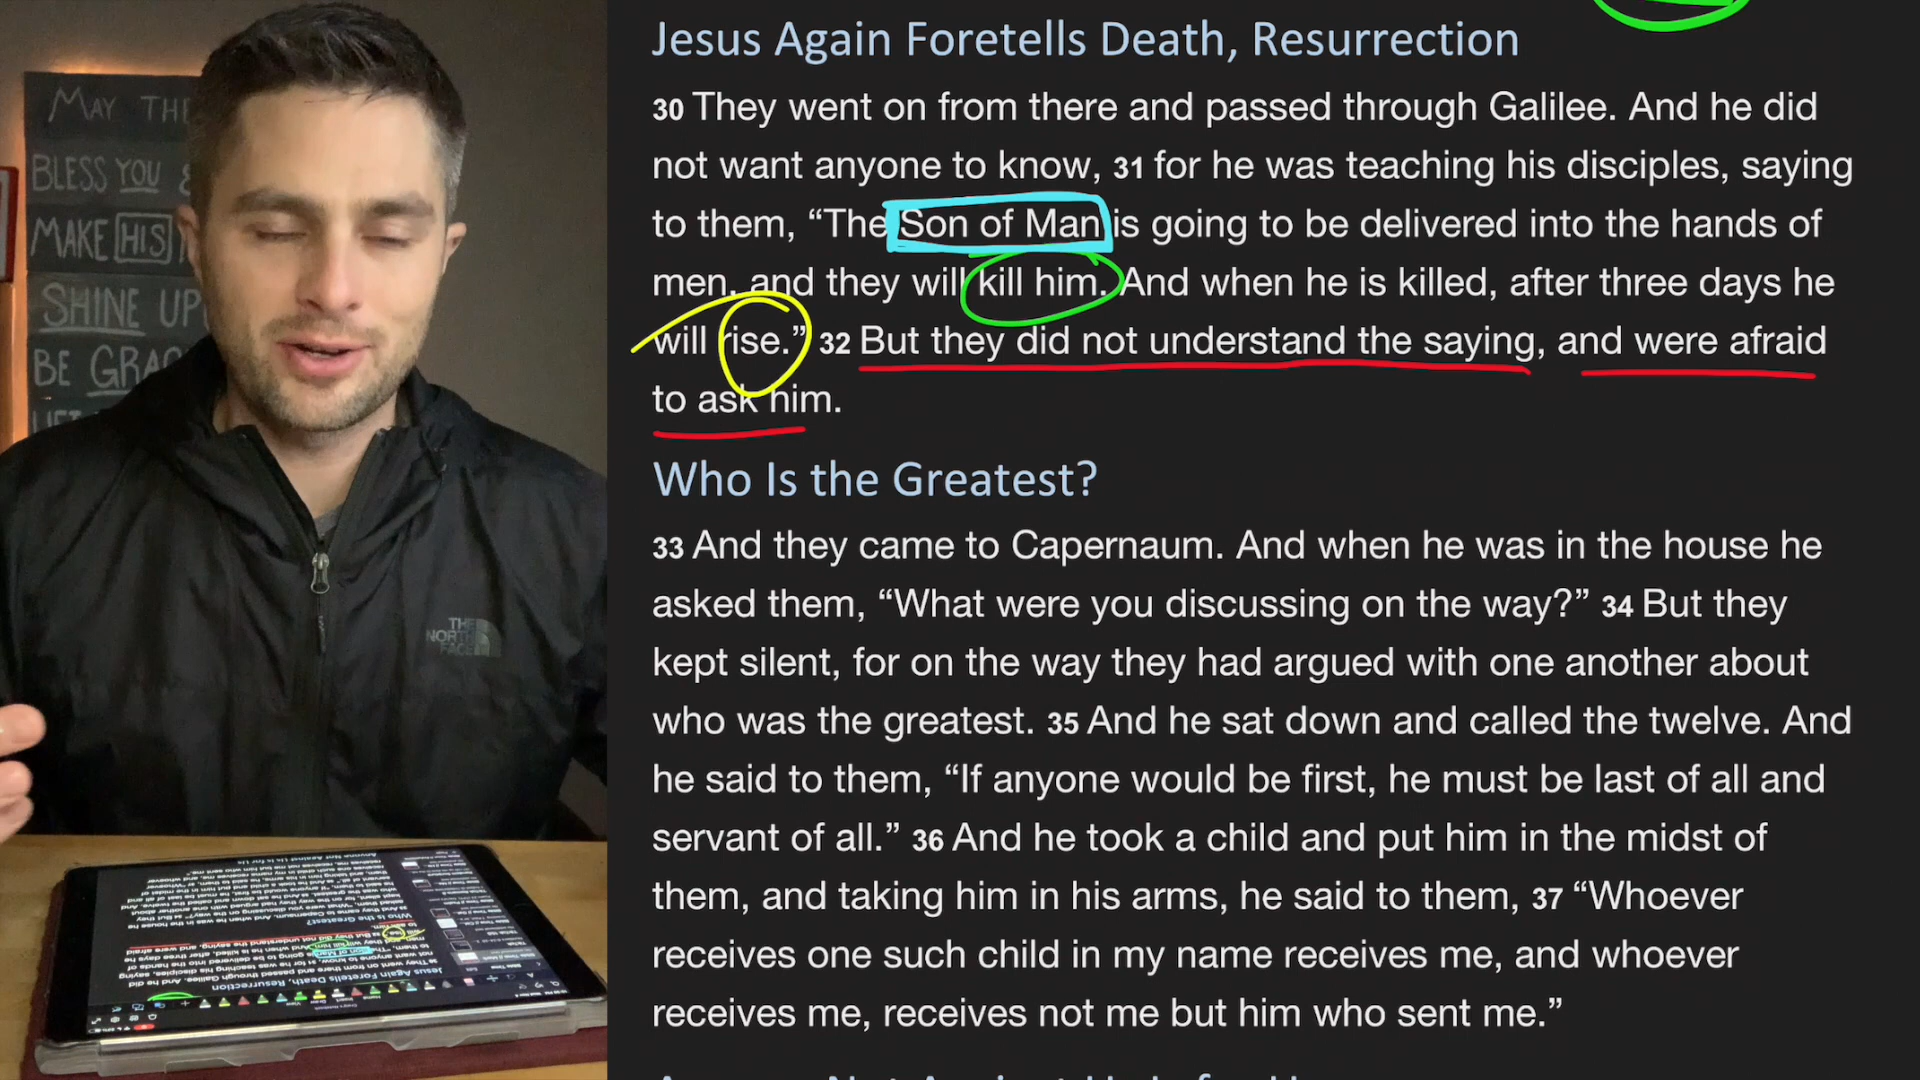 MAY THE
BLESS YOU &
MAKE HIS
SHINE UP
BE GRA
THE
NORTH
FACE
Jesus Again Foretells Death, Resurrection
30 They went on from there and passed through Galilee. And he did
not want anyone to know, 31 for he was teaching his disciples, saying
to them, “The Son of Man is going to be delivered into the hands of
men, and they will kill him. And when he is killed, after three days he
will rise.” 32 But they did not understand the saying, and were afraid
to ask him.
Who Is the Greatest?
33 And they came to Capernaum. And when he was in the house he
asked them, “What were you discussing on the way?” 34 But they
kept silent, for on the way they had argued with one another about
who was the greatest. 35 And he sat down and called the twelve. And
he said to them, “If anyone would be first, he must be last of all and
servant of all.” 36 And he took a child and put him in the midst of
them, and taking him in his arms, he said to them, 37 “Whoever
receives one such child in my name receives me, and whoever
receives me, receives not me but him who sent me.”